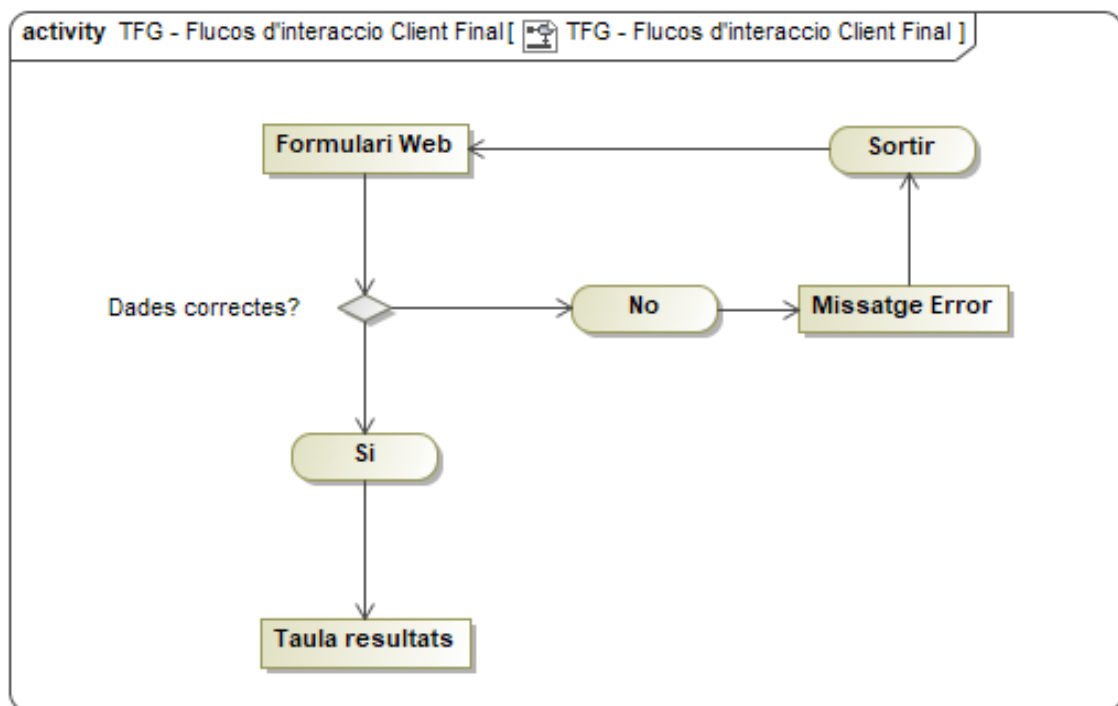 activity TFG - Flucos d'interaccio Client Final[ TFG - Flucos d'interaccio Client Final ]
Formulari Web
Sortir
Dades correctes?
No
Missatge Error
Si
Taula resultats